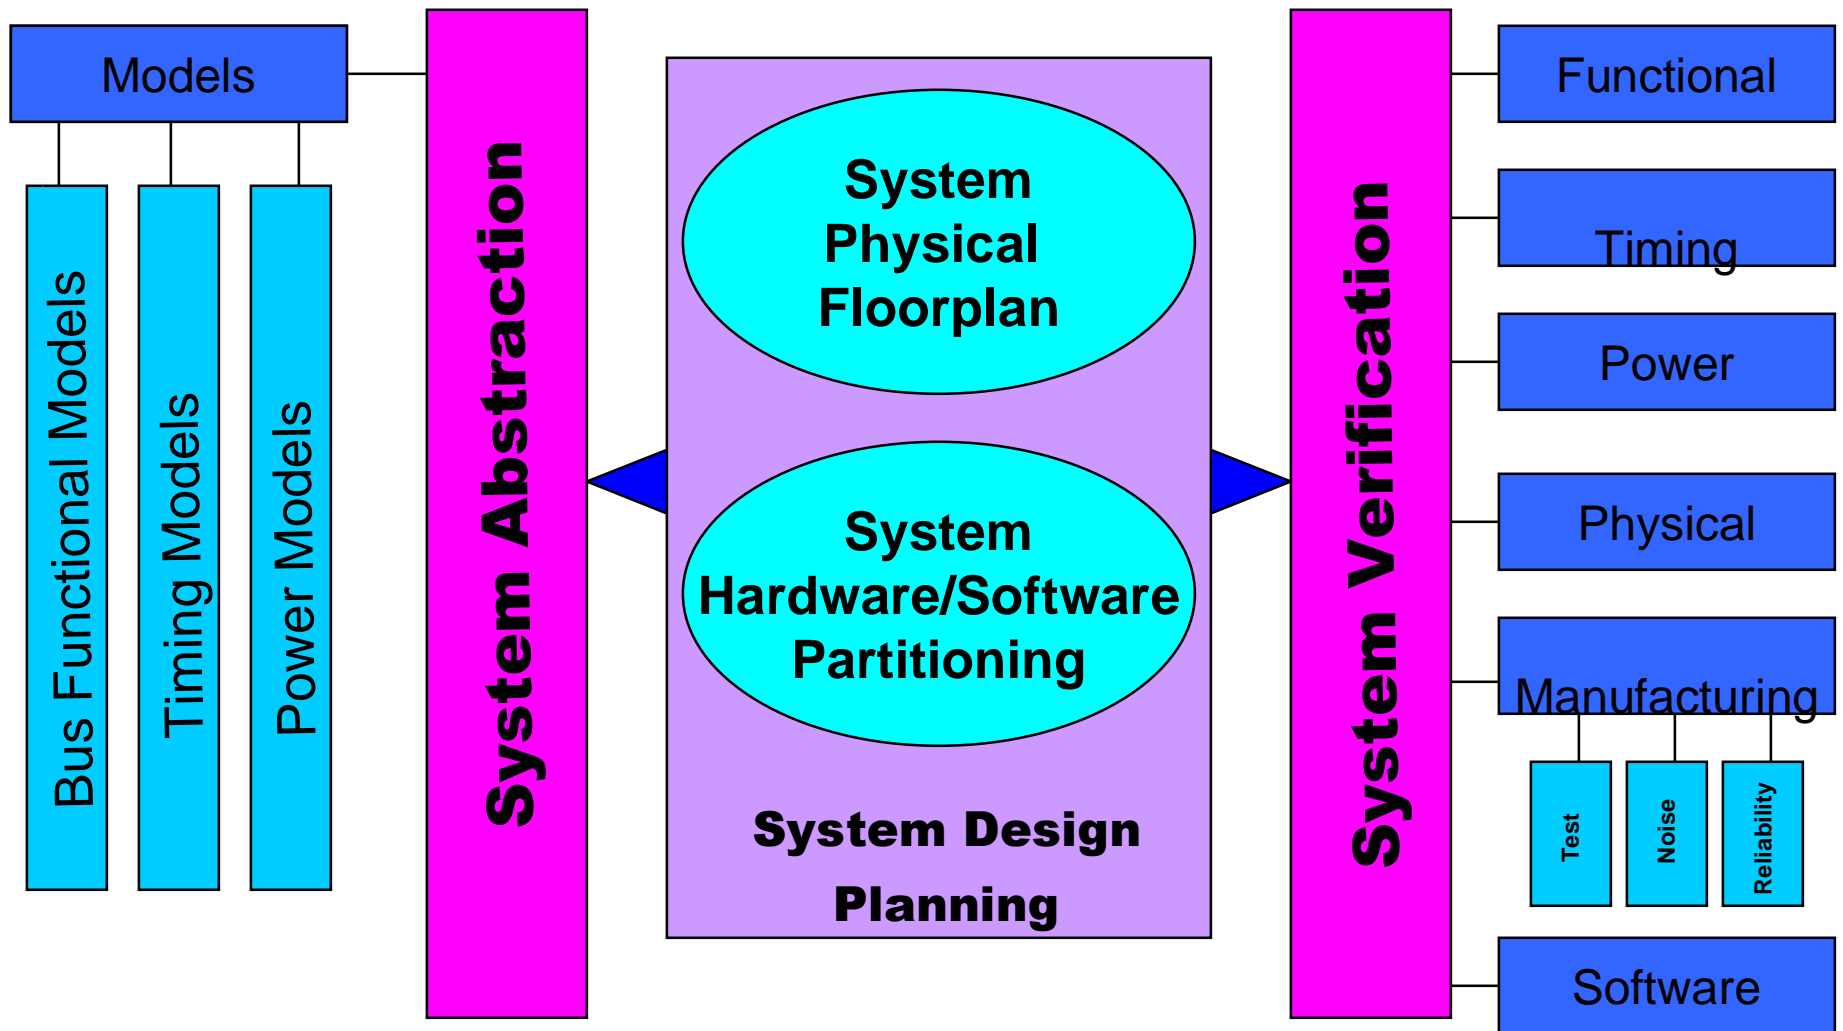 Models
Bus Functional Models
Timing Models
Power Models
System Abstraction
System
Physical
Floorplan
System
Hardware/Software
Partitioning
System Design
Planning
System Verification
Functional
Timing
Power
Physical
Manufacturing
Test
Noise
Reliability
Software